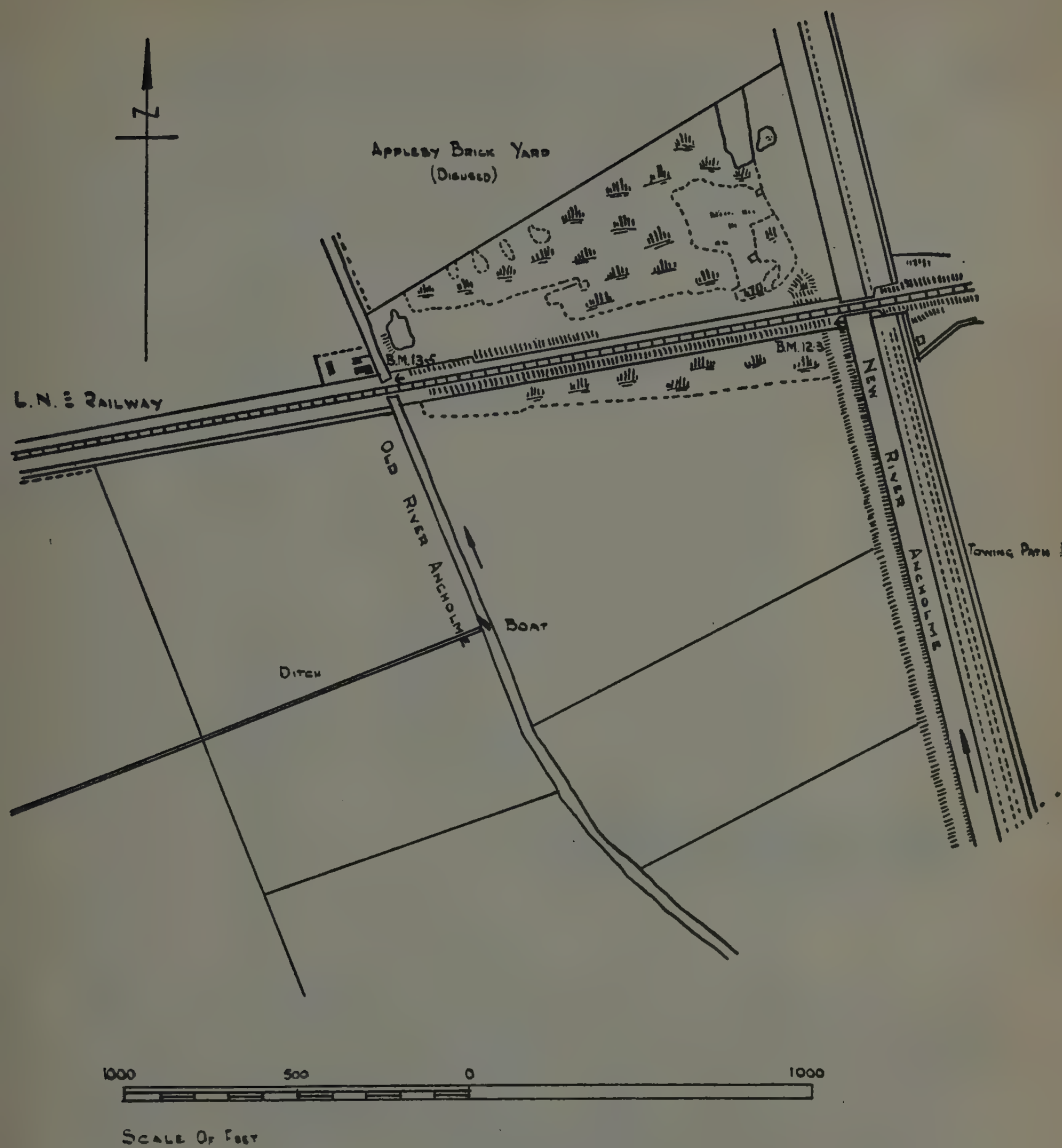 N
APPLEBY BRICK YARD
(DISUSED)
B.M. 13.5
B.M. 12.3
L.N.E RAILWAY
OLD RIVER ANCHOLME
NEW RIVER ANCHOLME
TOWING PATH
BOAT
DITCH
1000 500 0 1000
SCALE OF FEET